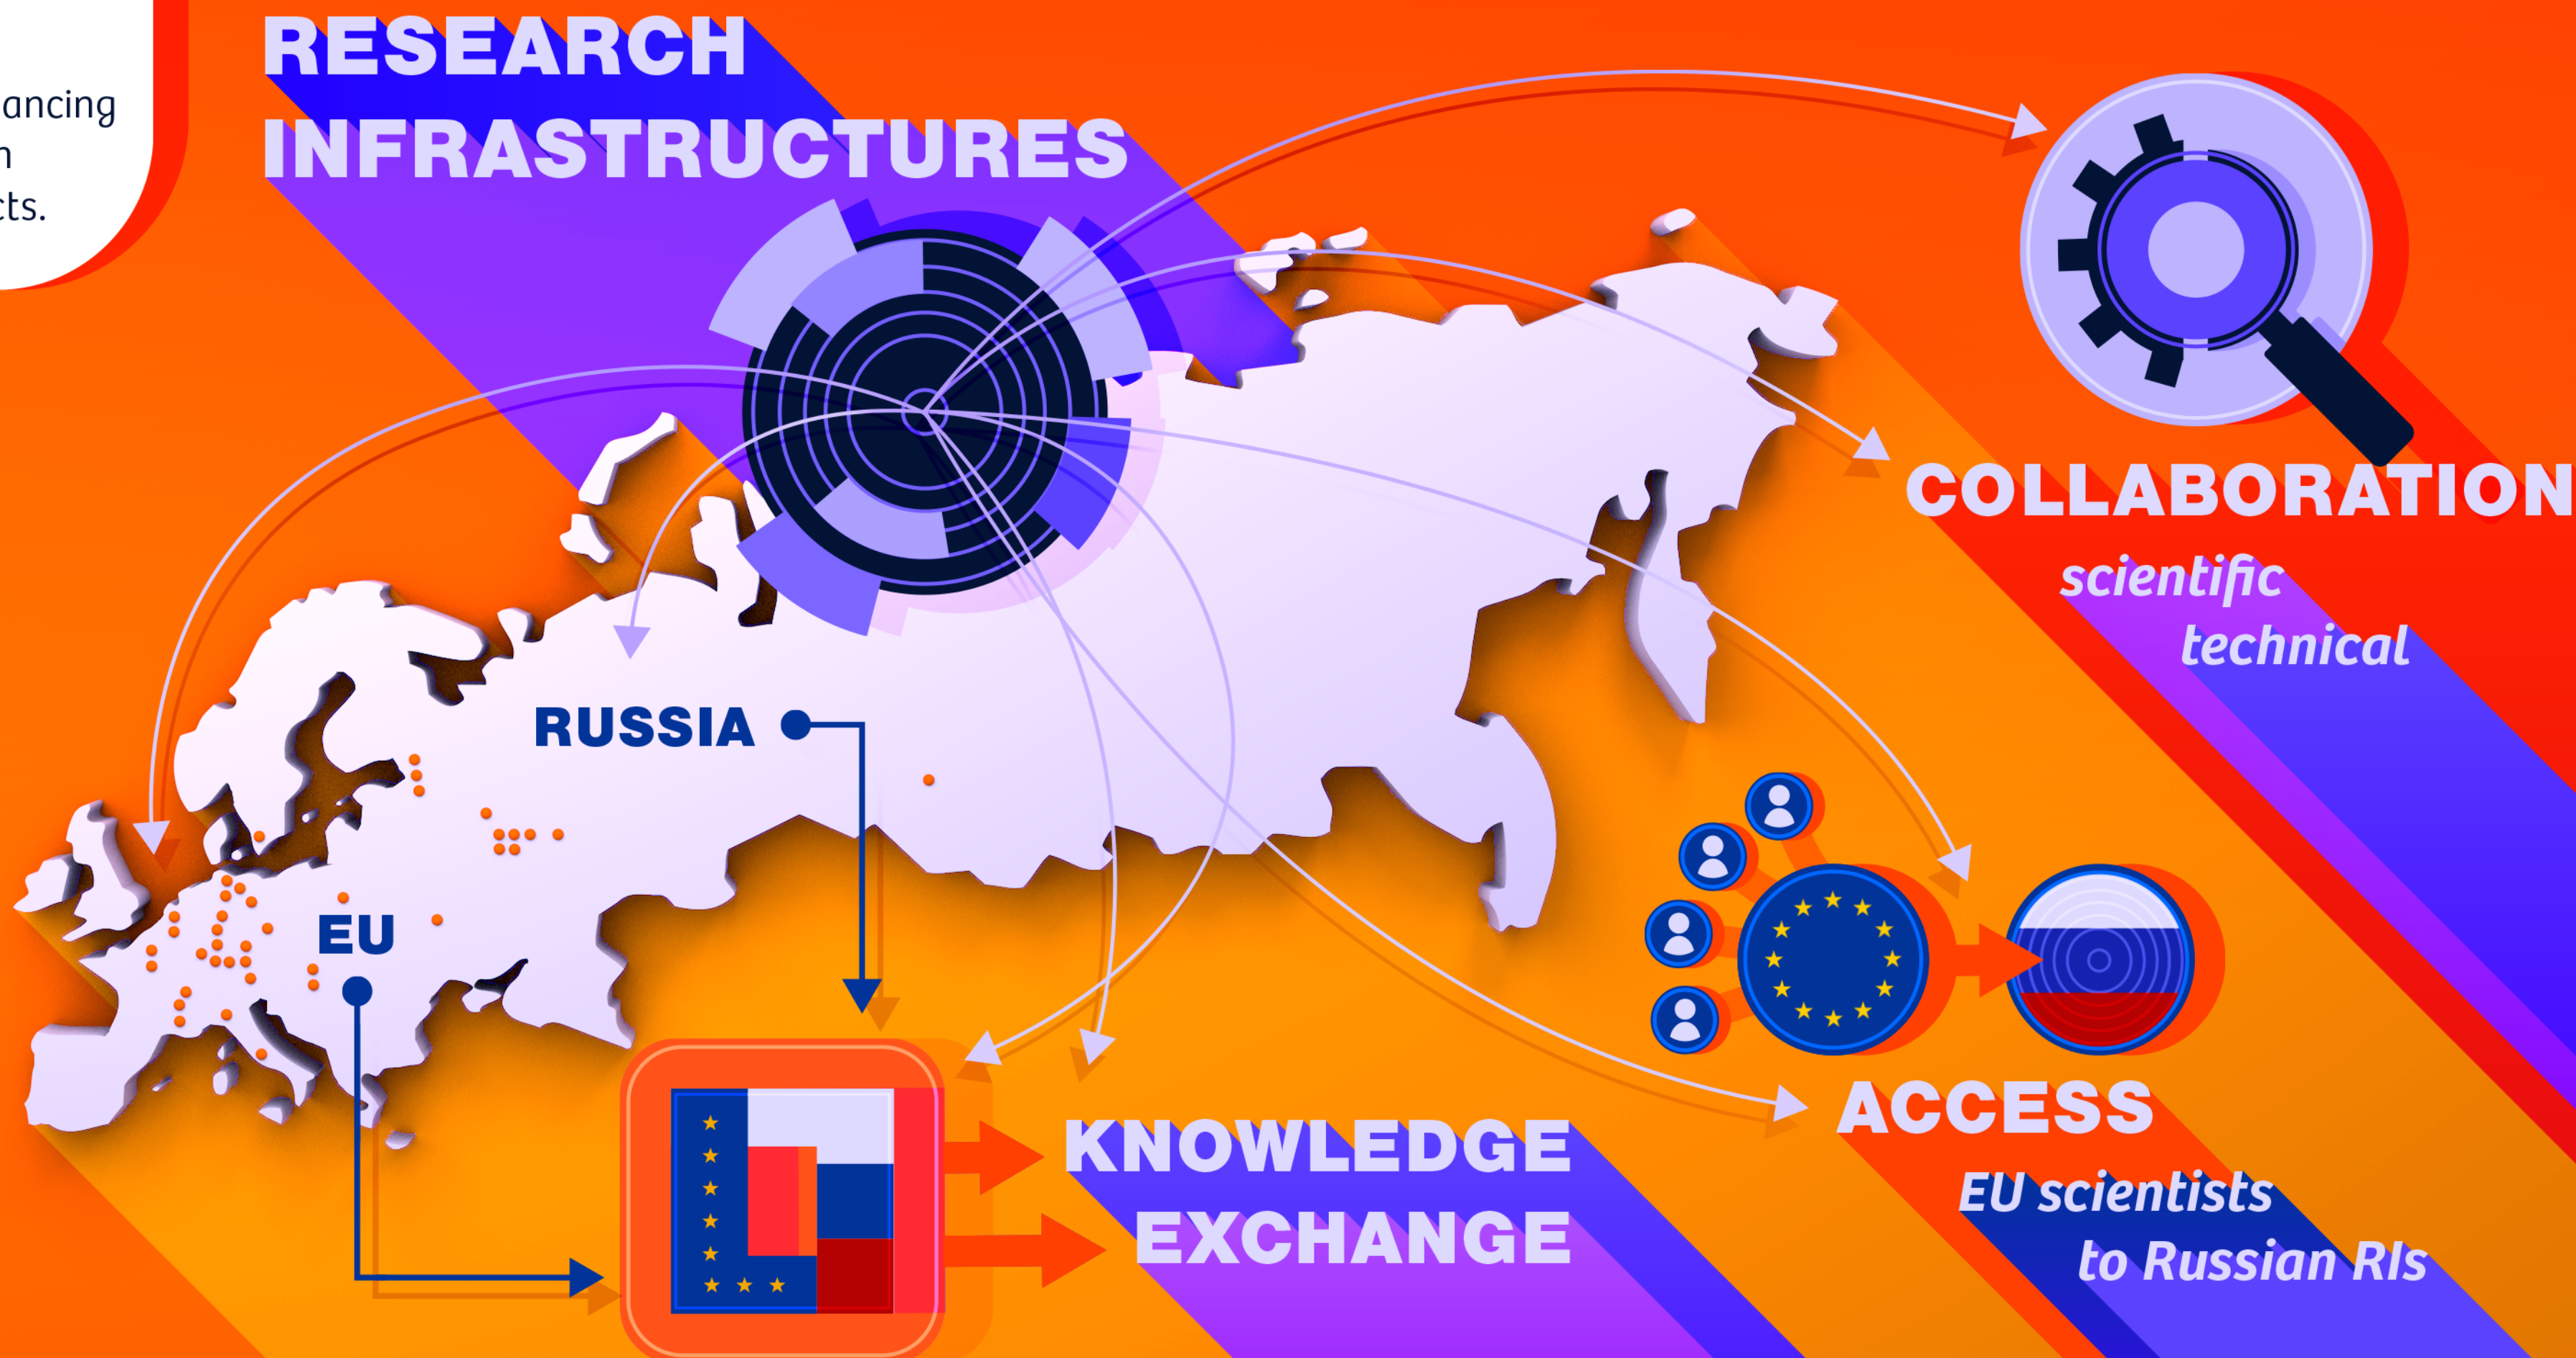 ancing
cts.
RESEARCH
INFRASTRUCTURES
COLLABORATION
scientific
technical
RUSSIA
EU
KNOWLEDGE
EXCHANGE
ACCESS
EU scientists
to Russian RIs